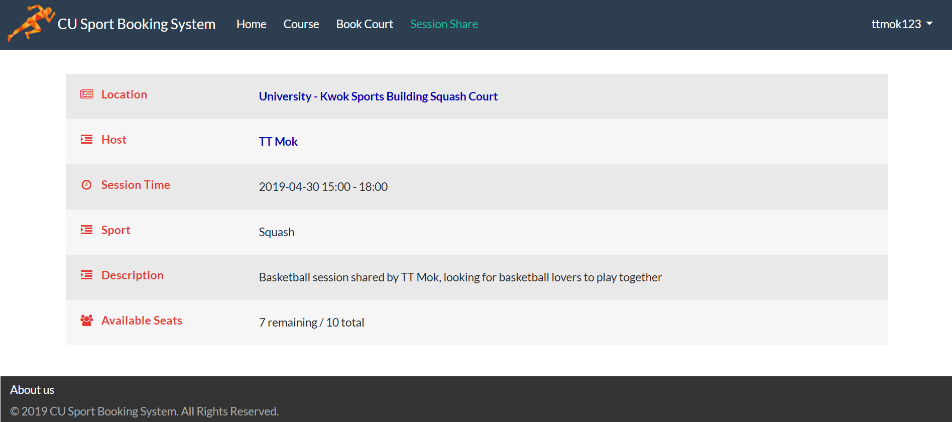 CU Sport Booking System Home Course Book Court Session Share ttmok123
Location University - Kwok Sports Building Squash Court
Host TT Mok
Session Time 2019-04-30 15:00 - 18:00
Sport Squash
Description Basketball session shared by TT Mok, looking for basketball lovers to play together
Available Seats 7 remaining / 10 total
About us
© 2019 CU Sport Booking System. All Rights Reserved.